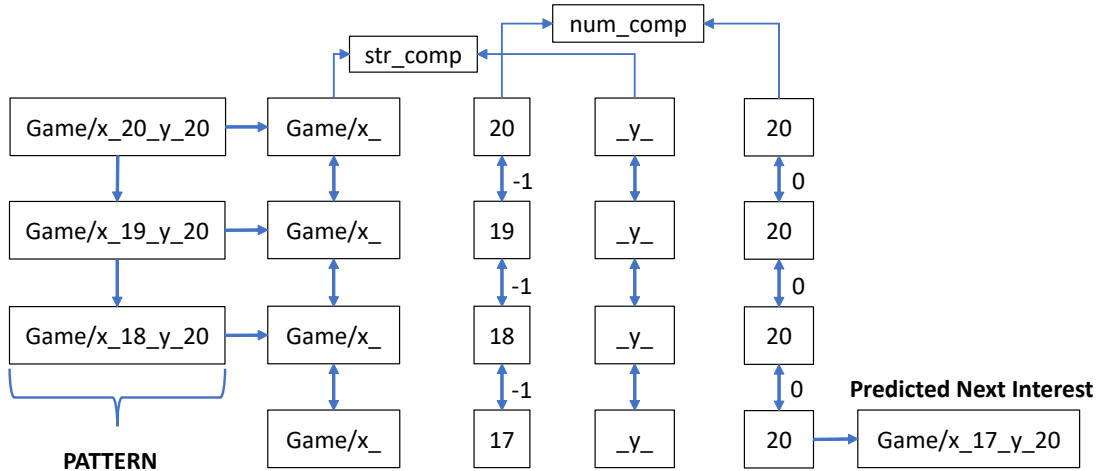 num_comp
str_comp
Game/x_20_y_20 Game/x_ 20 _y_ 20
-1 0
Game/x_19_y_20 Game/x_ 19 _y_ 20
-1 0
Game/x_18_y_20 Game/x_ 18 _y_ 20
-1 0 Predicted Next Interest
Game/x_ 17 _y_ 20 Game/x_17_y_20
PATTERN